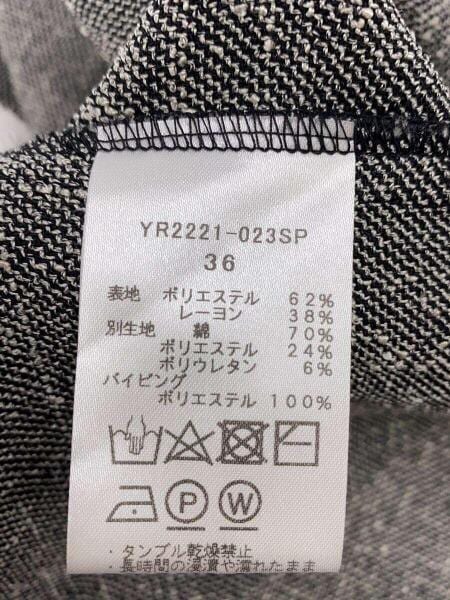 YR2221-023SP
36
表地 ポリエステル 62%
レーヨン 38%
別生地 綿 70%
ポリエステル 24%
ポリウレタン 6%
パイピング
ポリエステル 100%
P W
・タンブル乾燥禁止
・長時間の浸漬や濡れたまま